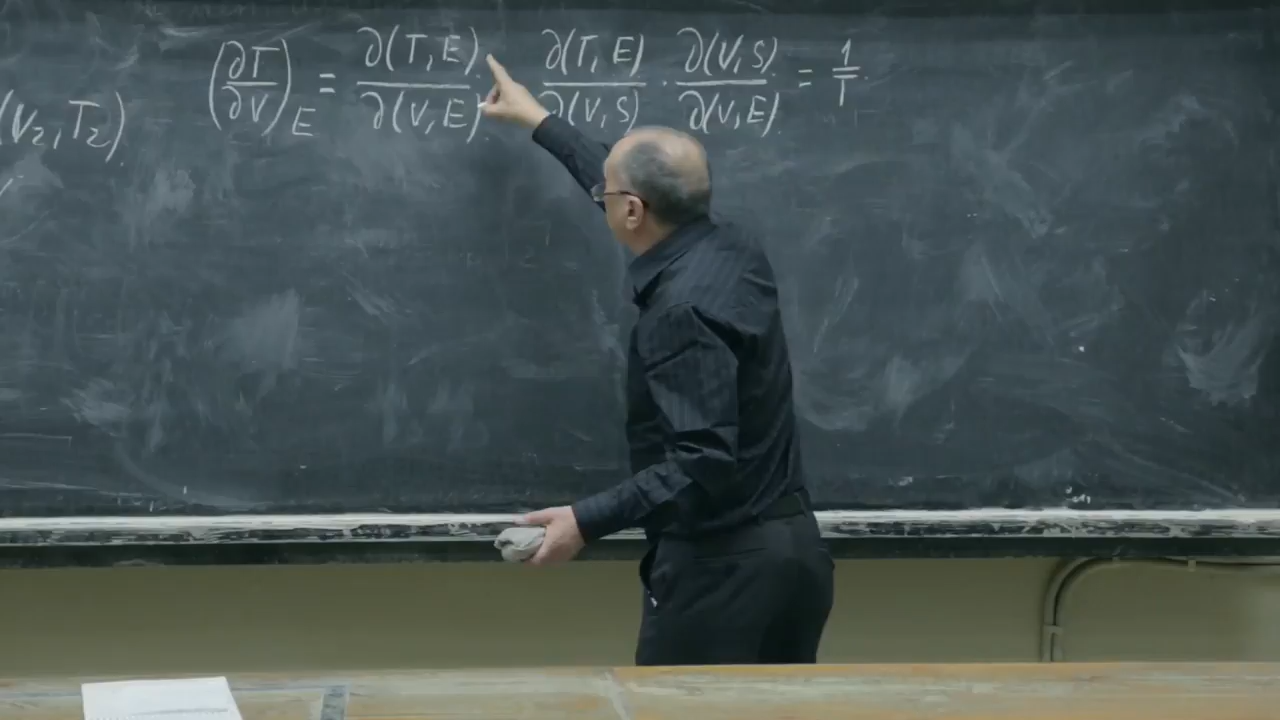 (V₂,T₂)
(∂T/∂V)_E = ∂(T,E)/∂(V,E) ∂(T,E)/∂(V,S) · ∂(V,S)/∂(V,E) = 1/T